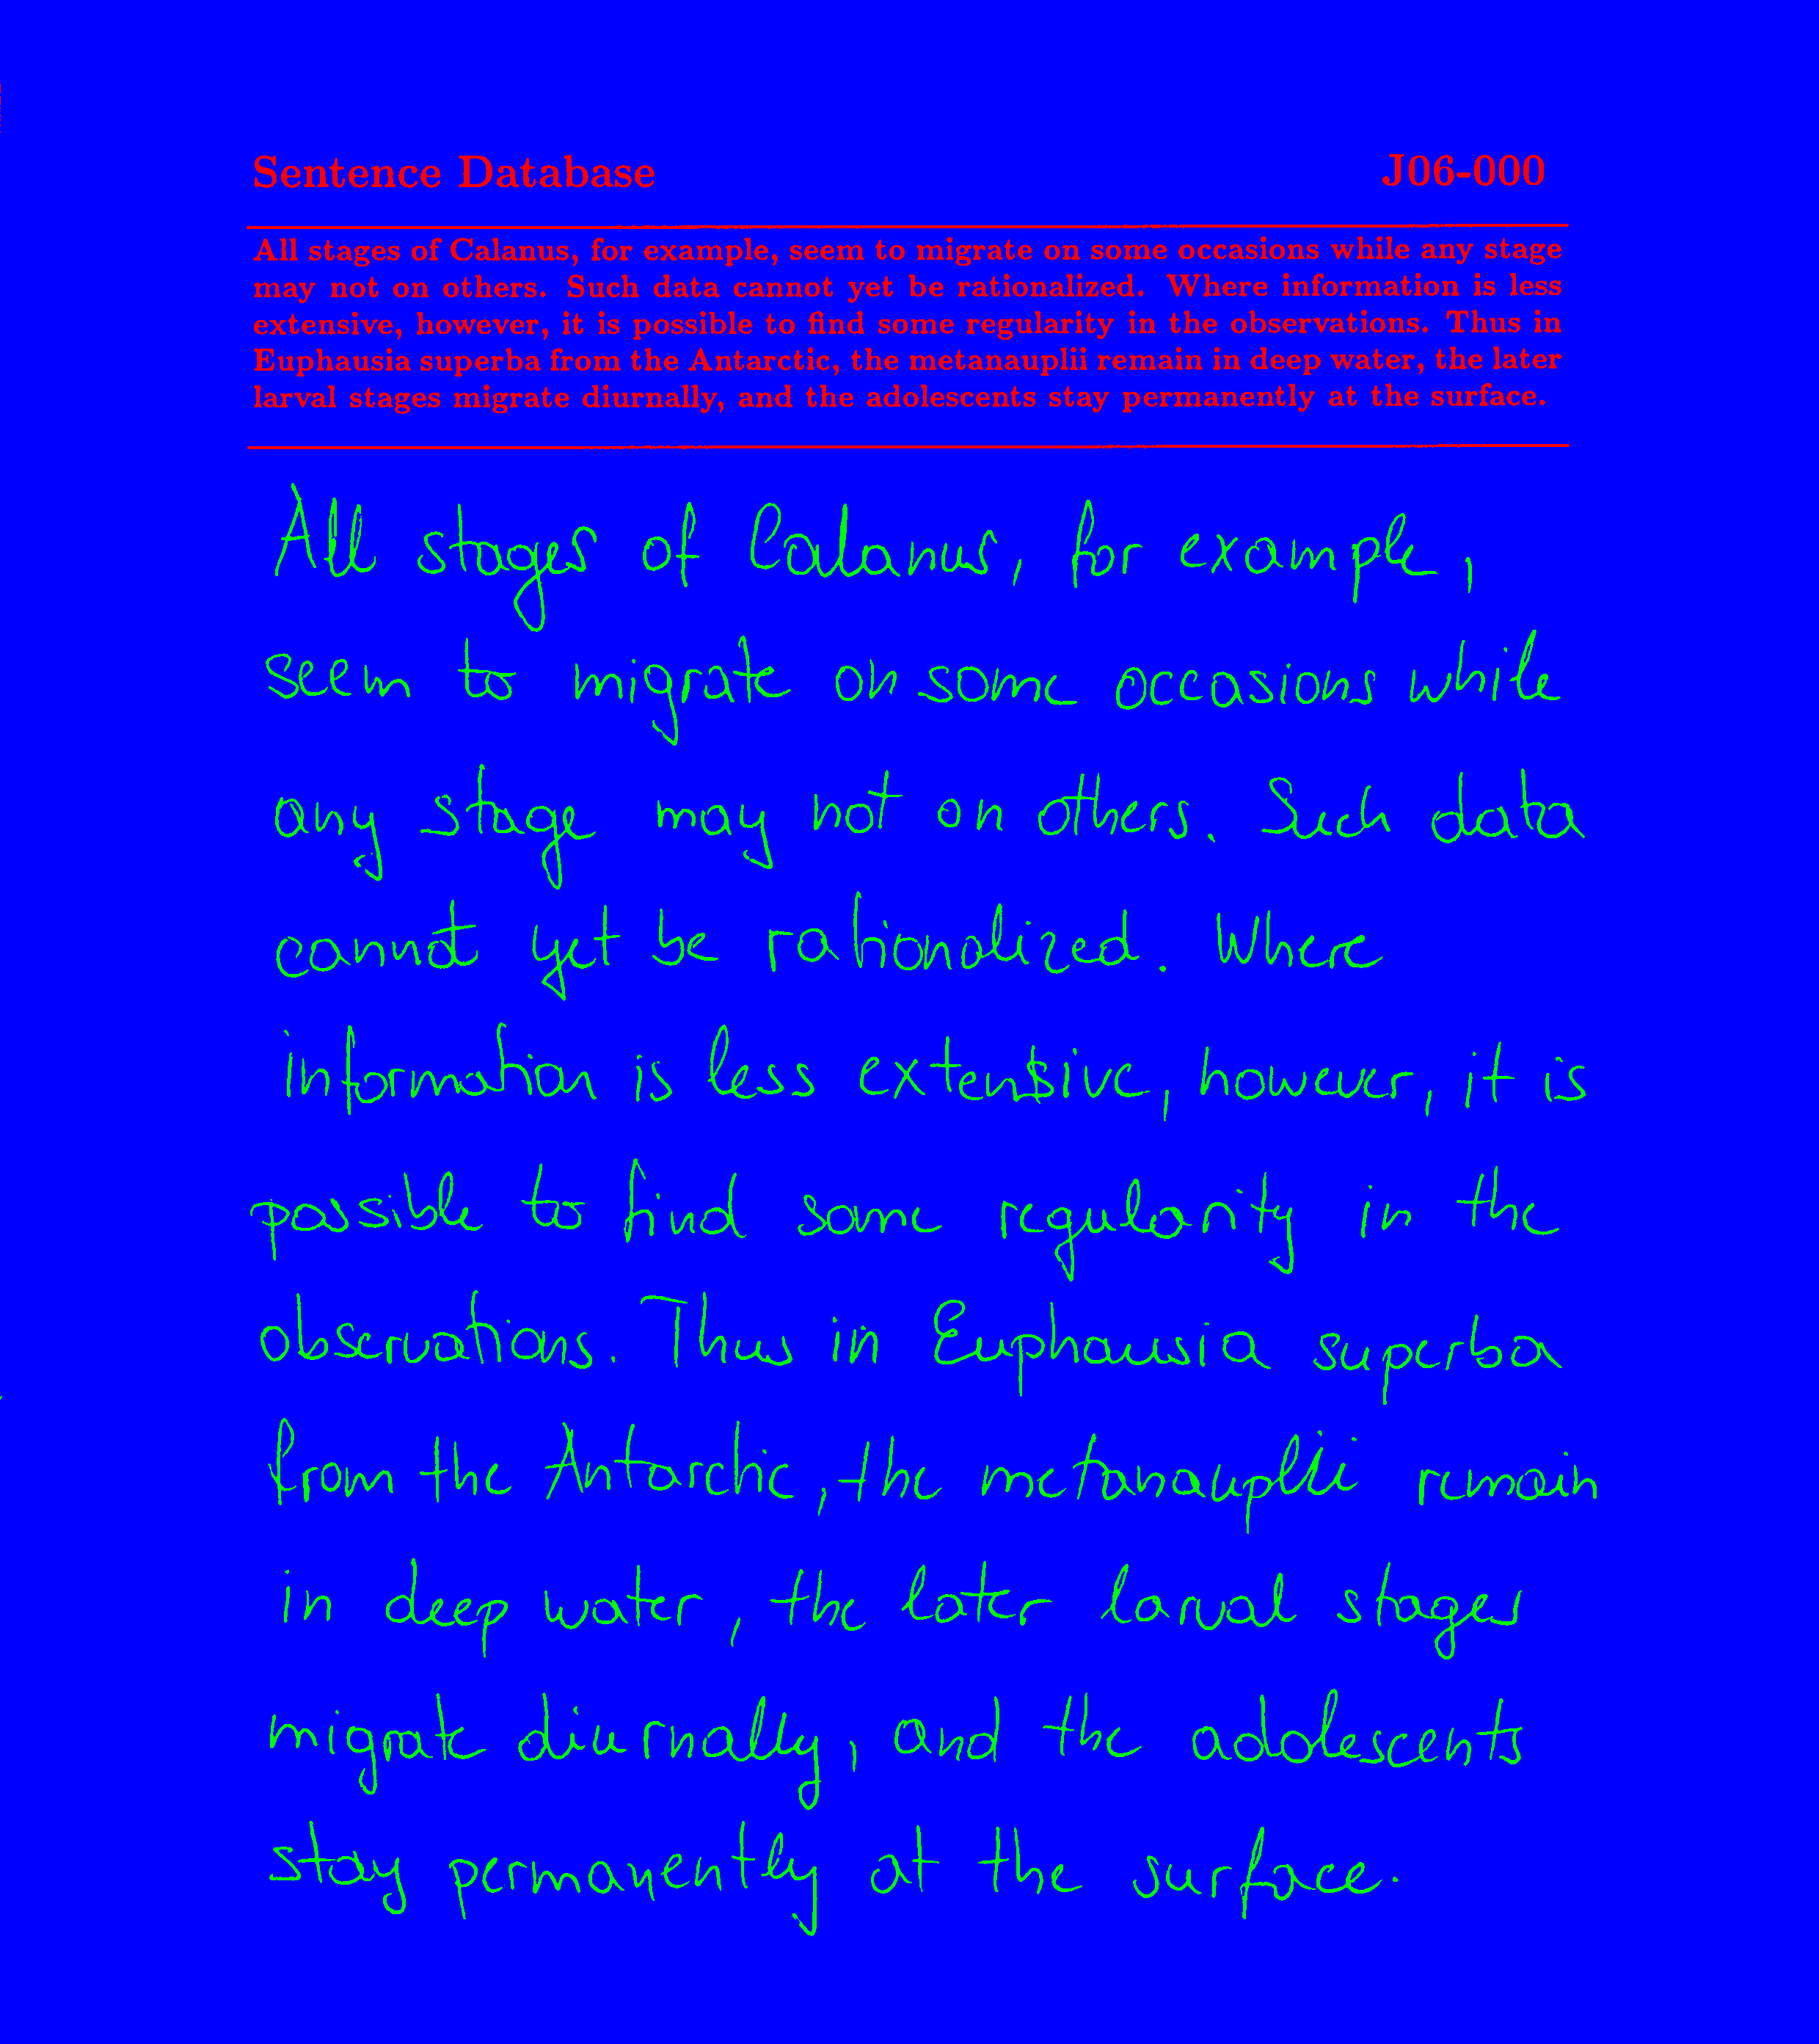 Sentence Database J06-000
All stages of Calanus, for example, seem to migrate on some occasions while any stage
may not on others. Such data cannot yet be rationalized. Where information is less
extensive, however, it is possible to find some regularity in the observations. Thus in
Euphausia superba from the Antarctic, the metanauplii remain in deep water, the later
larval stages migrate diurnally, and the adolescents stay permanently at the surface.
All stages of Calanus, for example,
seem to migrate on some occasions while
any stage may not on others. Such data
cannot yet be rationalized. Where
information is less extensive, however, it is
possible to find some regularity in the
observations. Thus in Euphausia superba
from the Antarctic, the metanauplii remain
in deep water, the later larval stages
migrate diurnally, and the adolescents
stay permanently at the surface.